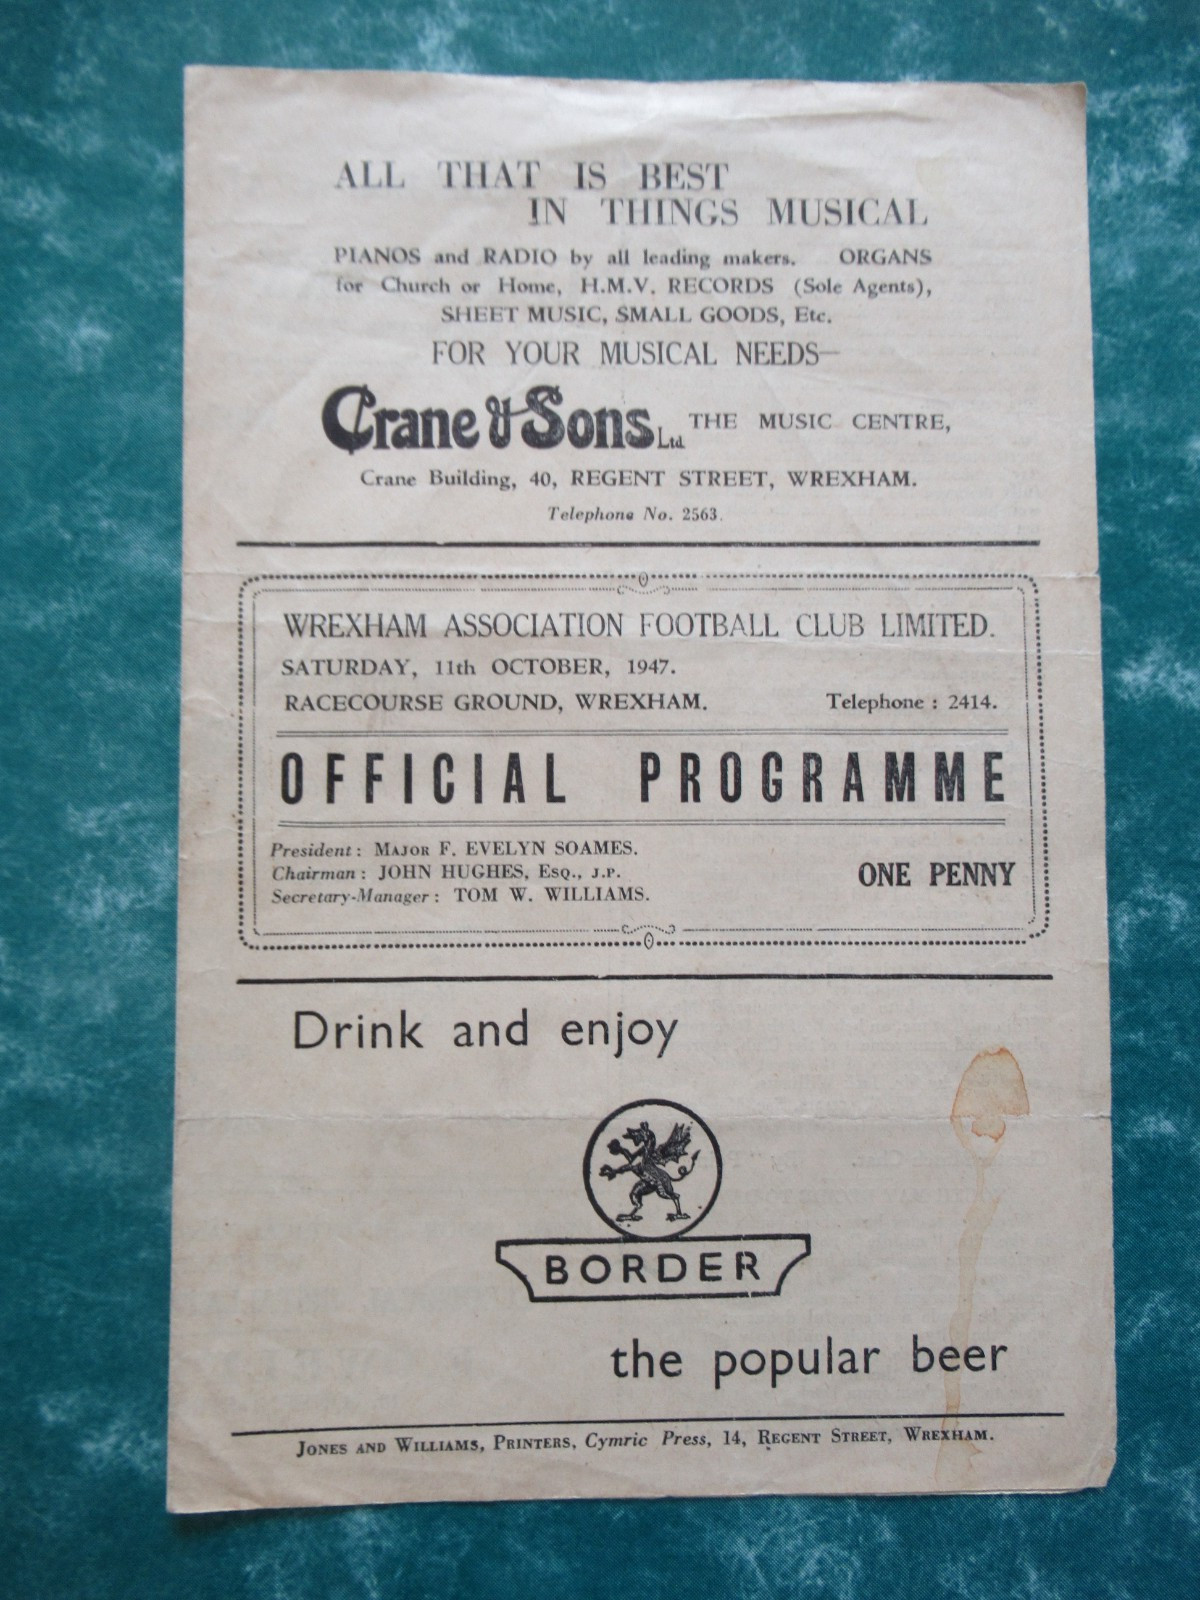 ALL THAT IS BEST
IN THINGS MUSICAL
PIANOS and RADIO by all leading makers. ORGANS
for Church or Home, H.M.V. RECORDS (Sole Agents),
SHEET MUSIC, SMALL GOODS, Etc.
FOR YOUR MUSICAL NEEDS—
Crane & Sons Ltd THE MUSIC CENTRE,
Crane Building, 40, REGENT STREET, WREXHAM.
Telephone No. 2563.
WREXHAM ASSOCIATION FOOTBALL CLUB LIMITED.
SATURDAY, 11th OCTOBER, 1947.
RACECOURSE GROUND, WREXHAM. Telephone : 2414.
OFFICIAL PROGRAMME
President : MAJOR F. EVELYN SOAMES.
Chairman : JOHN HUGHES, ESQ., J.P.
Secretary-Manager : TOM W. WILLIAMS.
ONE PENNY
Drink and enjoy
BORDER
the popular beer
JONES AND WILLIAMS, PRINTERS, Cymric Press, 14, REGENT STREET, WREXHAM.